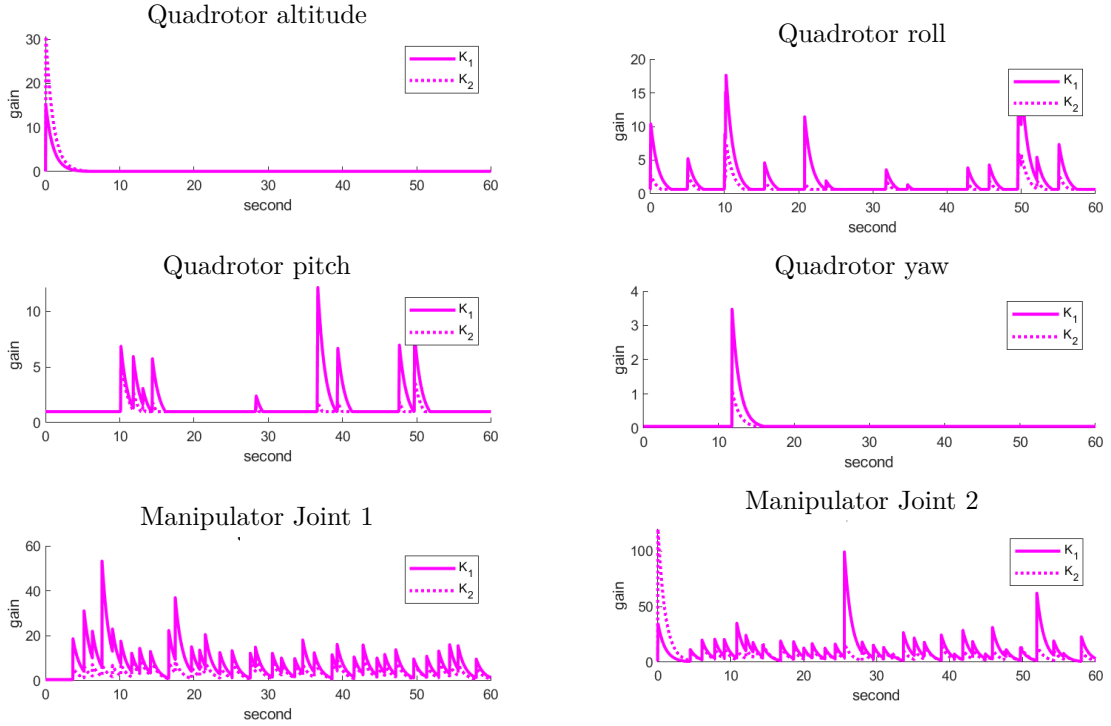 Quadrotor altitude
30
20
10
0
gain
0 10 20 30 40 50 60
second
K1
K2
Quadrotor roll
20
15
10
5
0
gain
0 10 20 30 40 50 60
second
K1
K2
Quadrotor pitch
10
5
0
gain
0 10 20 30 40 50 60
second
K1
K2
Quadrotor yaw
4
3
2
1
0
gain
0 10 20 30 40 50 60
second
K1
K2
Manipulator Joint 1
60
40
20
0
gain
0 10 20 30 40 50 60
second
K1
K2
Manipulator Joint 2
100
50
0
gain
0 10 20 30 40 50 60
second
K1
K2